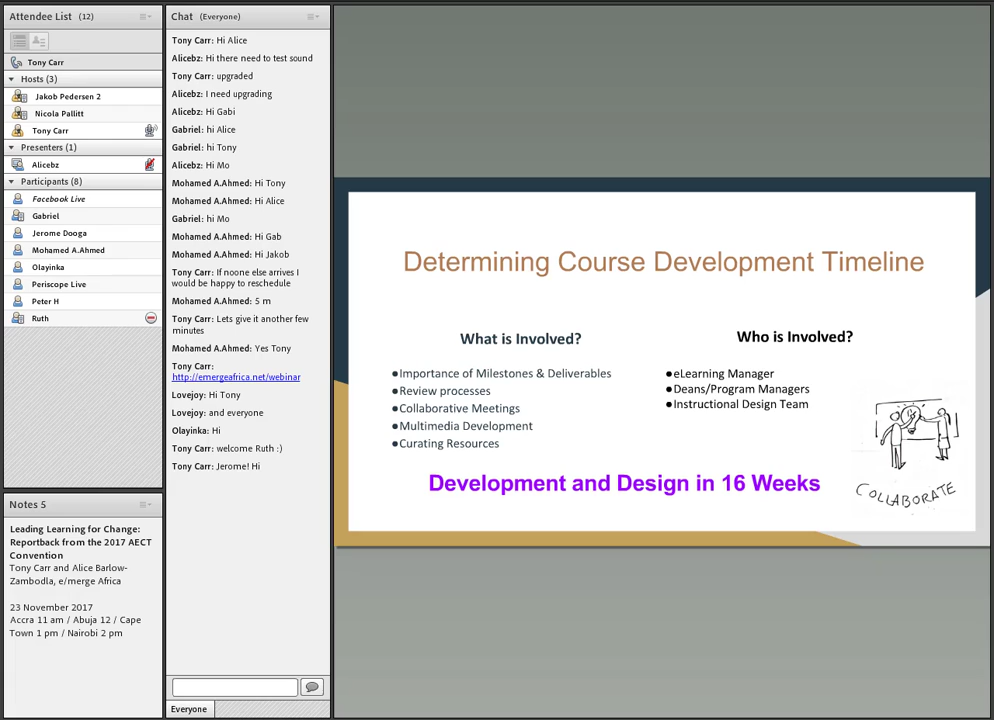 Attendee List (12)
Tony Carr
Hosts (3)
Jakob Pedersen 2
Nicola Pallitt
Tony Carr
Presenters (1)
Alicebz
Participants (8)
Facebook Live
Gabriel
Jerome Dooga
Mohamed A.Ahmed
Olayinka
Periscope Live
Peter H
Ruth
Notes 5
Leading Learning for Change:
Reportback from the 2017 AECT
Convention
Tony Carr and Alice Barlow-
Zambodla, e/merge Africa
23 November 2017
Accra 11 am / Abuja 12 / Cape
Town 1 pm / Nairobi 2 pm
Chat (Everyone)
Tony Carr: Hi Alice
Alicebz: Hi there need to test sound
Tony Carr: upgraded
Alicebz: I need upgrading
Alicebz: Hi Gabi
Gabriel: hi Alice
Gabriel: hi Tony
Alicebz: Hi Mo
Mohamed A.Ahmed: Hi Tony
Mohamed A.Ahmed: Hi Alice
Gabriel: hi Mo
Mohamed A.Ahmed: Hi Gab
Mohamed A.Ahmed: Hi Jakob
Tony Carr: If noone else arrives I
would be happy to reschedule
Mohamed A.Ahmed: 5 m
Tony Carr: Lets give it another few
minutes
Mohamed A.Ahmed: Yes Tony
Tony Carr:
http://emergeafrica.net/webinar
Lovejoy: Hi Tony
Lovejoy: and everyone
Olayinka: Hi
Tony Carr: welcome Ruth :)
Tony Carr: Jerome! Hi
Everyone
Determining Course Development Timeline
What is Involved?
●Importance of Milestones & Deliverables
●Review processes
●Collaborative Meetings
●Multimedia Development
●Curating Resources
Who is Involved?
●eLearning Manager
●Deans/Program Managers
●Instructional Design Team
COLLABORATE
Development and Design in 16 Weeks